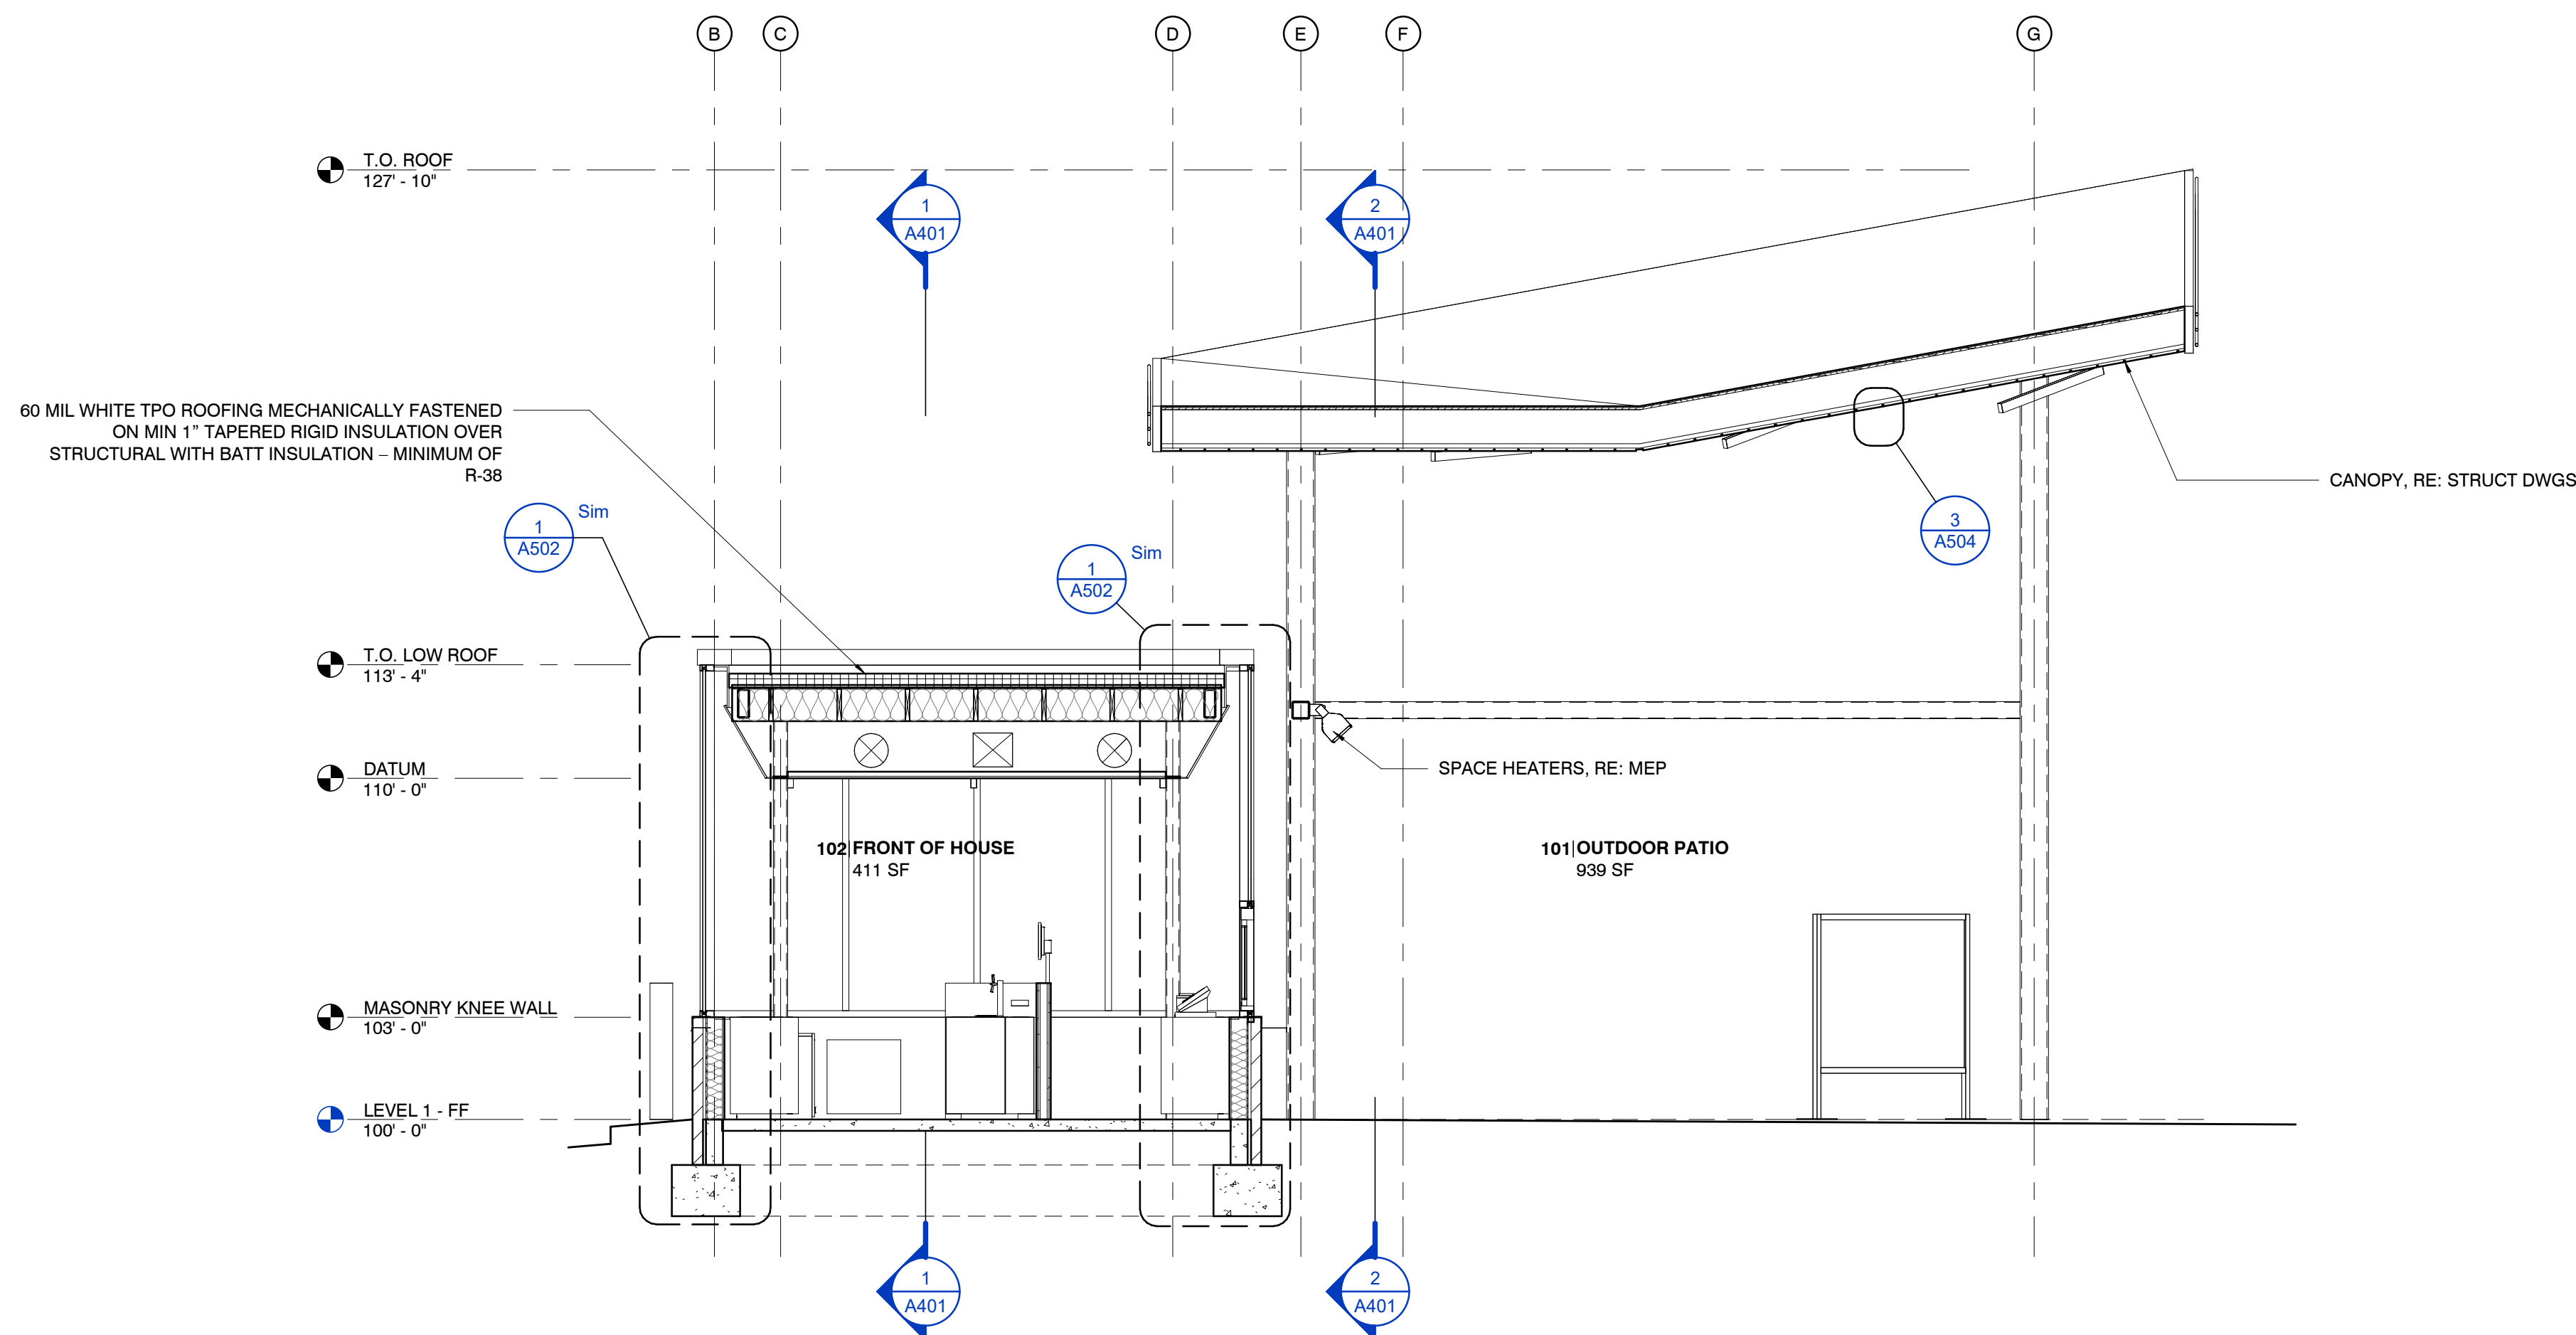 B
C
D
E
F
G
T.O. ROOF
127' - 10"
1
A401
2
A401
60 MIL WHITE TPO ROOFING MECHANICALLY FASTENED
ON MIN 1” TAPERED RIGID INSULATION OVER
STRUCTURAL WITH BATT INSULATION – MINIMUM OF
R-38
CANOPY, RE: STRUCT DWGS
1
A502
Sim
1
A502
Sim
3
A504
T.O. LOW ROOF
113' - 4"
DATUM
110' - 0"
SPACE HEATERS, RE: MEP
102 FRONT OF HOUSE
411 SF
101 OUTDOOR PATIO
939 SF
MASONRY KNEE WALL
103' - 0"
LEVEL 1 - FF
100' - 0"
1
A401
2
A401